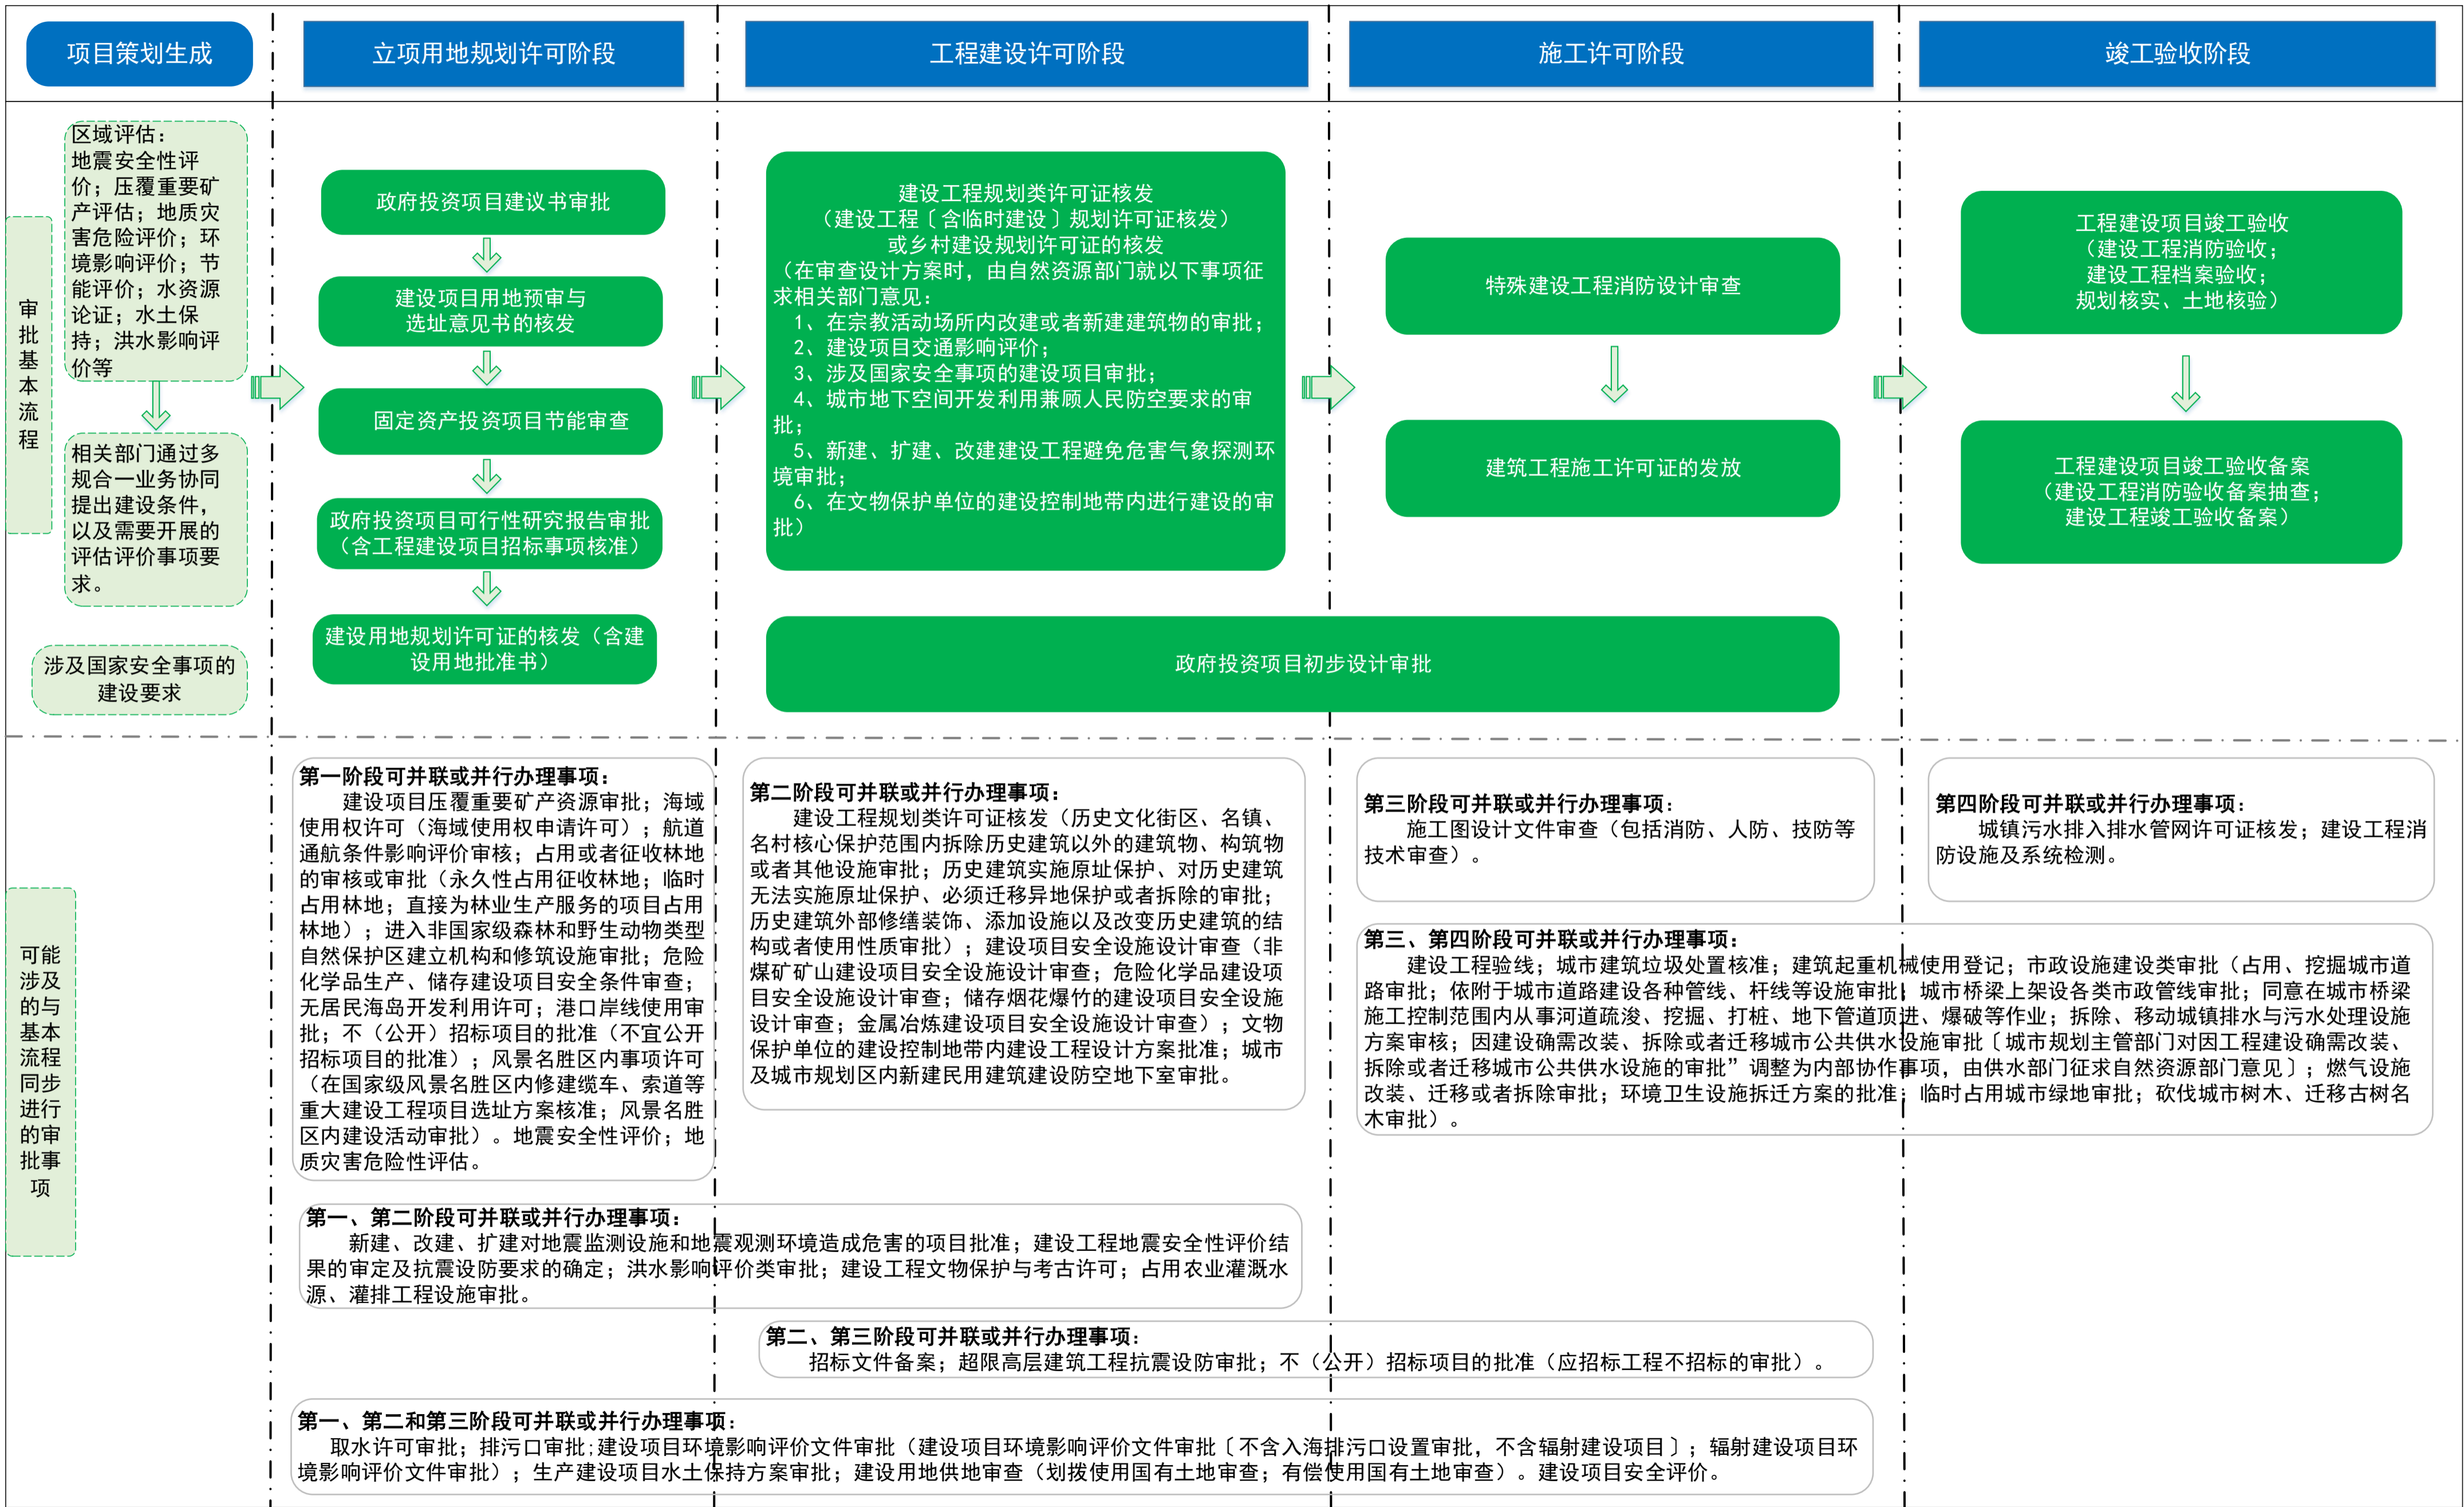 项目策划生成
立项用地规划许可阶段
工程建设许可阶段
施工许可阶段
竣工验收阶段
审
批
基
本
流
程
区域评估：
地震安全性评
价；压覆重要矿
产评估；地质灾
害危险评价；环
境影响评价；节
能评价；水资源
论证；水土保
持；洪水影响评
价等
相关部门通过多
规合一业务协同
提出建设条件，
以及需要开展的
评估评价事项要
求。
涉及国家安全事项的
建设要求
政府投资项目建议书审批
建设项目用地预审与
选址意见书的核发
固定资产投资项目节能审查
政府投资项目可行性研究报告审批
（含工程建设项目招标事项核准）
建设用地规划许可证的核发（含建
设用地批准书）
建设工程规划类许可证核发
（建设工程〔含临时建设〕规划许可证核发）
或乡村建设规划许可证的核发
（在审查设计方案时，由自然资源部门就以下事项征
求相关部门意见：
1、在宗教活动场所内改建或者新建建筑物的审批；
2、建设项目交通影响评价；
3、涉及国家安全事项的建设项目审批；
4、城市地下空间开发利用兼顾人民防空要求的审
批；
5、新建、扩建、改建建设工程避免危害气象探测环
境审批；
6、在文物保护单位的建设控制地带内进行建设的审
批）
特殊建设工程消防设计审查
建筑工程施工许可证的发放
政府投资项目初步设计审批
工程建设项目竣工验收
（建设工程消防验收；
建设工程档案验收；
规划核实、土地核验）
工程建设项目竣工验收备案
（建设工程消防验收备案抽查；
建设工程竣工验收备案）
可能
涉及
的与
基本
流程
同步
进行
的审
批事
项
第一阶段可并联或并行办理事项：
建设项目压覆重要矿产资源审批；海域
使用权许可（海域使用权申请许可）；航道
通航条件影响评价审核；占用或者征收林地
的审核或审批（永久性占用征收林地；临时
占用林地；直接为林业生产服务的项目占用
林地）；进入非国家级森林和野生动物类型
自然保护区建立机构和修筑设施审批；危险
化学品生产、储存建设项目安全条件审查；
无居民海岛开发利用许可；港口岸线使用审
批；不（公开）招标项目的批准（不宜公开
招标项目的批准）；风景名胜区内事项许可
（在国家级风景名胜区内修建缆车、索道等
重大建设工程项目选址方案核准；风景名胜
区内建设活动审批）。地震安全性评价；地
质灾害危险性评估。
第二阶段可并联或并行办理事项：
建设工程规划类许可证核发（历史文化街区、名镇、
名村核心保护范围内拆除历史建筑以外的建筑物、构筑物
或者其他设施审批；历史建筑实施原址保护、对历史建筑
无法实施原址保护、必须迁移异地保护或者拆除的审批；
历史建筑外部修缮装饰、添加设施以及改变历史建筑的结
构或者使用性质审批）；建设项目安全设施设计审查（非
煤矿矿山建设项目安全设施设计审查；危险化学品建设项
目安全设施设计审查；储存烟花爆竹的建设项目安全设施
设计审查；金属冶炼建设项目安全设施设计审查）；文物
保护单位的建设控制地带内建设工程设计方案批准；城市
及城市规划区内新建民用建筑建设防空地下室审批。
第三阶段可并联或并行办理事项：
施工图设计文件审查（包括消防、人防、技防等
技术审查）。
第四阶段可并联或并行办理事项：
城镇污水排入排水管网许可证核发；建设工程消
防设施及系统检测。
第三、第四阶段可并联或并行办理事项：
建设工程验线；城市建筑垃圾处置核准；建筑起重机械使用登记；市政设施建设类审批（占用、挖掘城市道
路审批；依附于城市道路建设各种管线、杆线等设施审批；城市桥梁上架设各类市政管线审批；同意在城市桥梁
施工控制范围内从事河道疏浚、挖掘、打桩、地下管道顶进、爆破等作业；拆除、移动城镇排水与污水处理设施
方案审核；因建设确需改装、拆除或者迁移城市公共供水设施审批〔城市规划主管部门对因工程建设确需改装、
拆除或者迁移城市公共供水设施的审批”调整为内部协作事项，由供水部门征求自然资源部门意见〕；燃气设施
改装、迁移或者拆除审批；环境卫生设施拆迁方案的批准；临时占用城市绿地审批；砍伐城市树木、迁移古树名
木审批）。
第一、第二阶段可并联或并行办理事项：
新建、改建、扩建对地震监测设施和地震观测环境造成危害的项目批准；建设工程地震安全性评价结
果的审定及抗震设防要求的确定；洪水影响评价类审批；建设工程文物保护与考古许可；占用农业灌溉水
源、灌排工程设施审批。
第二、第三阶段可并联或并行办理事项：
招标文件备案；超限高层建筑工程抗震设防审批；不（公开）招标项目的批准（应招标工程不招标的审批）。
第一、第二和第三阶段可并联或并行办理事项：
取水许可审批；排污口审批;建设项目环境影响评价文件审批（建设项目环境影响评价文件审批〔不含入海排污口设置审批，不含辐射建设项目〕；辐射建设项目环
境影响评价文件审批）；生产建设项目水土保持方案审批；建设用地供地审查（划拨使用国有土地审查；有偿使用国有土地审查）。建设项目安全评价。